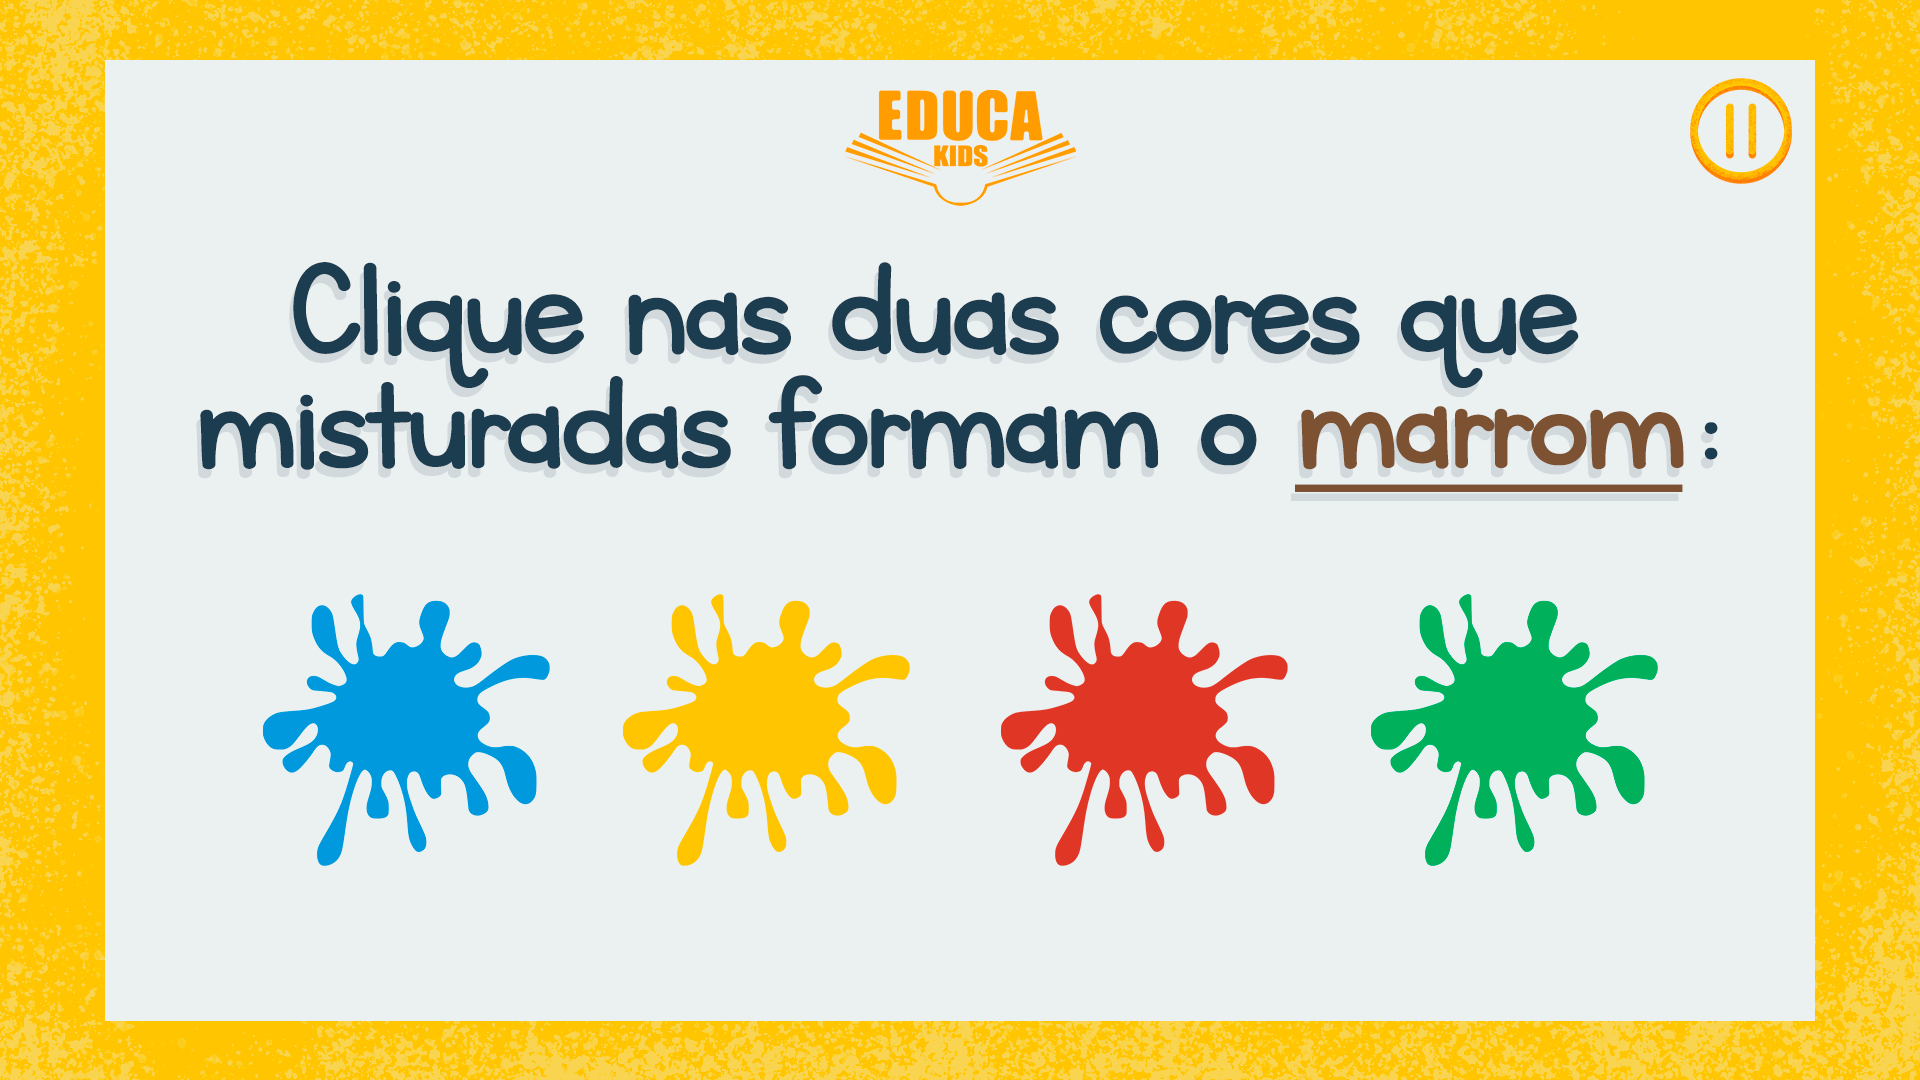 EDUCA
KIDS
Clique nas duas cores que
misturadas formam o marrom: